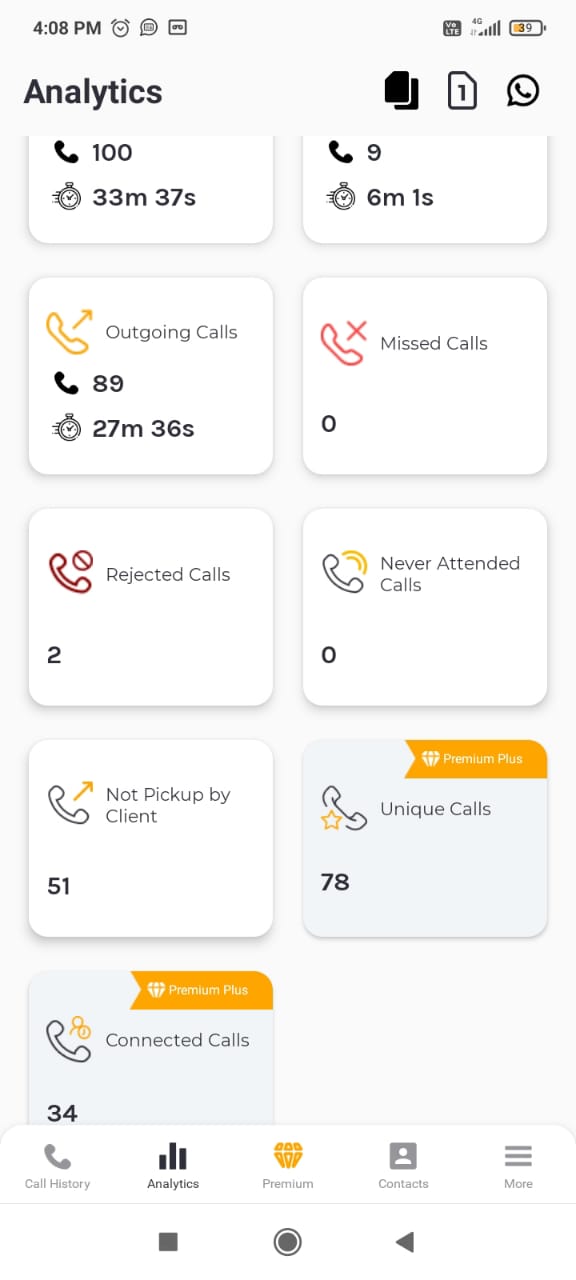 4:08 PM
Vo LTE 4G 39
Analytics
1
100
33m 37s
9
6m 1s
Outgoing Calls
89
27m 36s
Missed Calls
0
Rejected Calls
2
Never Attended
Calls
0
Not Pickup by
Client
51
Premium Plus
Unique Calls
78
Premium Plus
Connected Calls
34
Call History
Analytics
Premium
Contacts
More